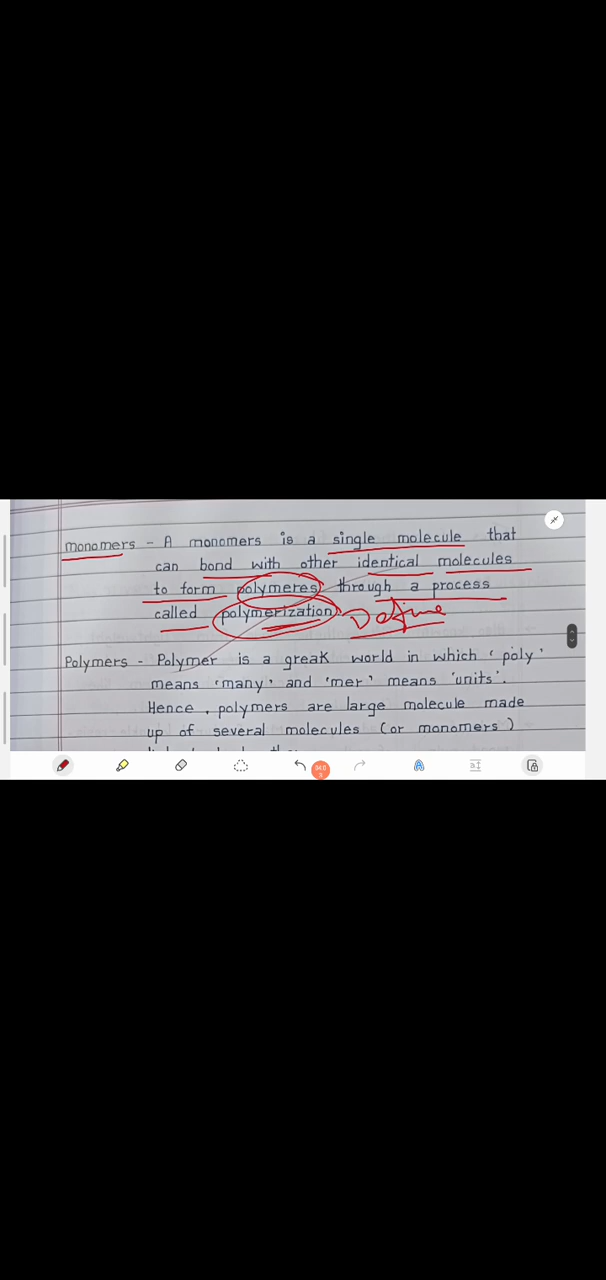 monomers - A monomers is a single molecule that
can bond with other identical molecules
to form polymeres through a process
called polymerization. Define
Polymers - Polymer is a greak world in which 'poly'
means 'many' and 'mer' means 'units'.
Hence, polymers are large molecule made
up of several molecules (or monomers)